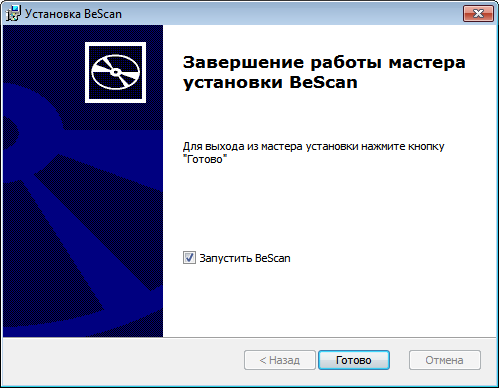 Установка BeScan
Завершение работы мастера
установки BeScan
Для выхода из мастера установки нажмите кнопку
"Готово"
Запустить BeScan
< Назад
Готово
Отмена